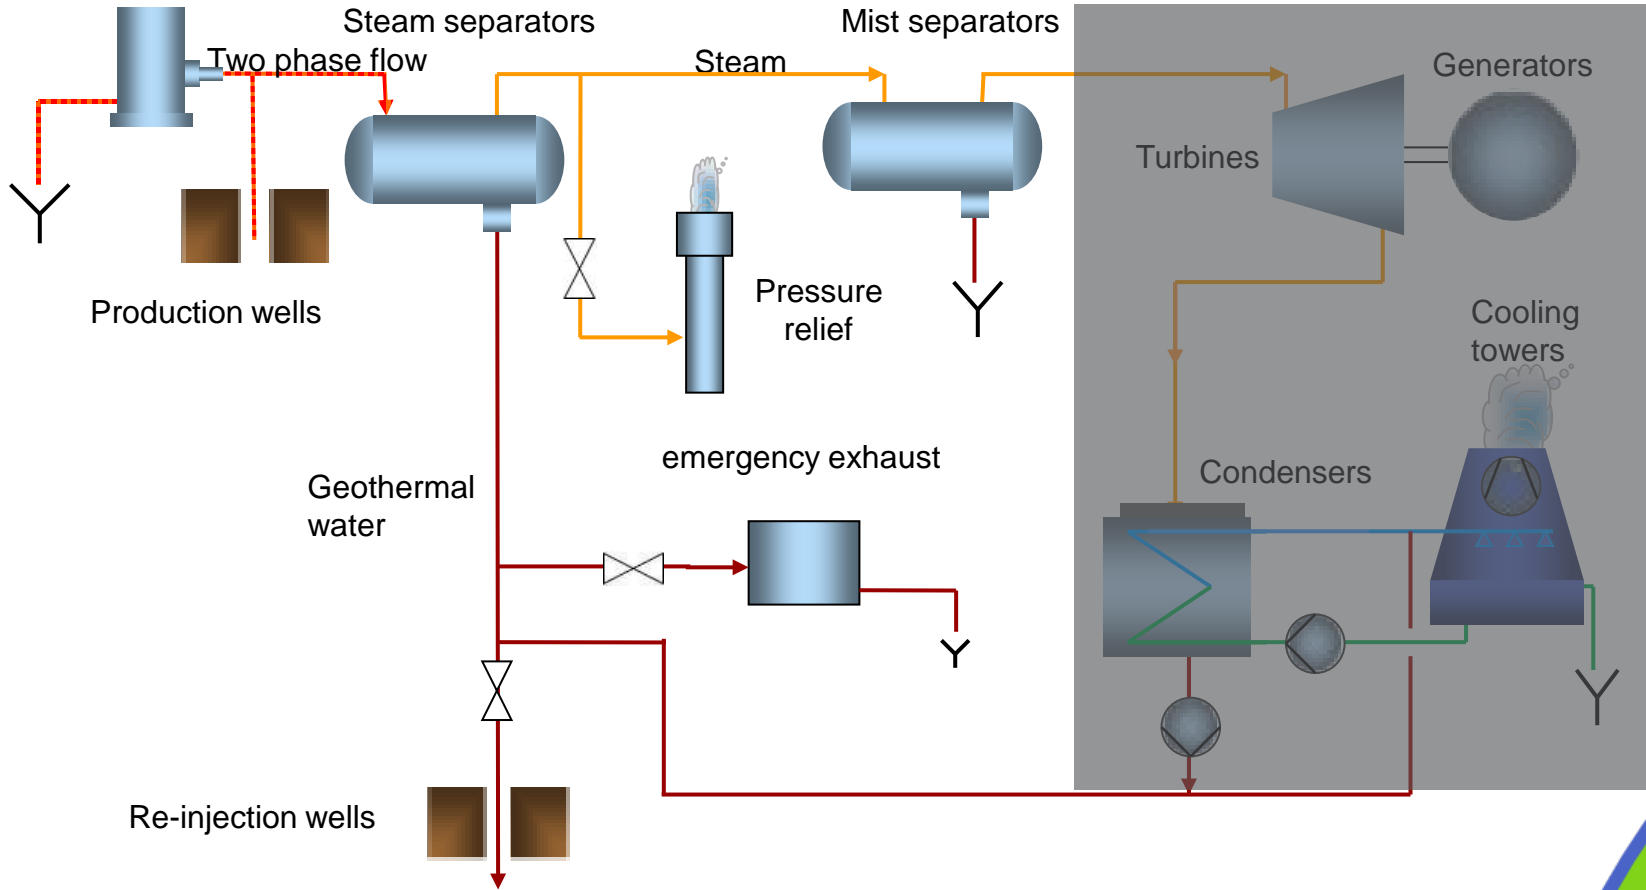 Steam separators
Mist separators
Two phase flow
Steam
Generators
Turbines
Production wells
Pressure
relief
Cooling
towers
emergency exhaust
Condensers
Geothermal
water
Re-injection wells